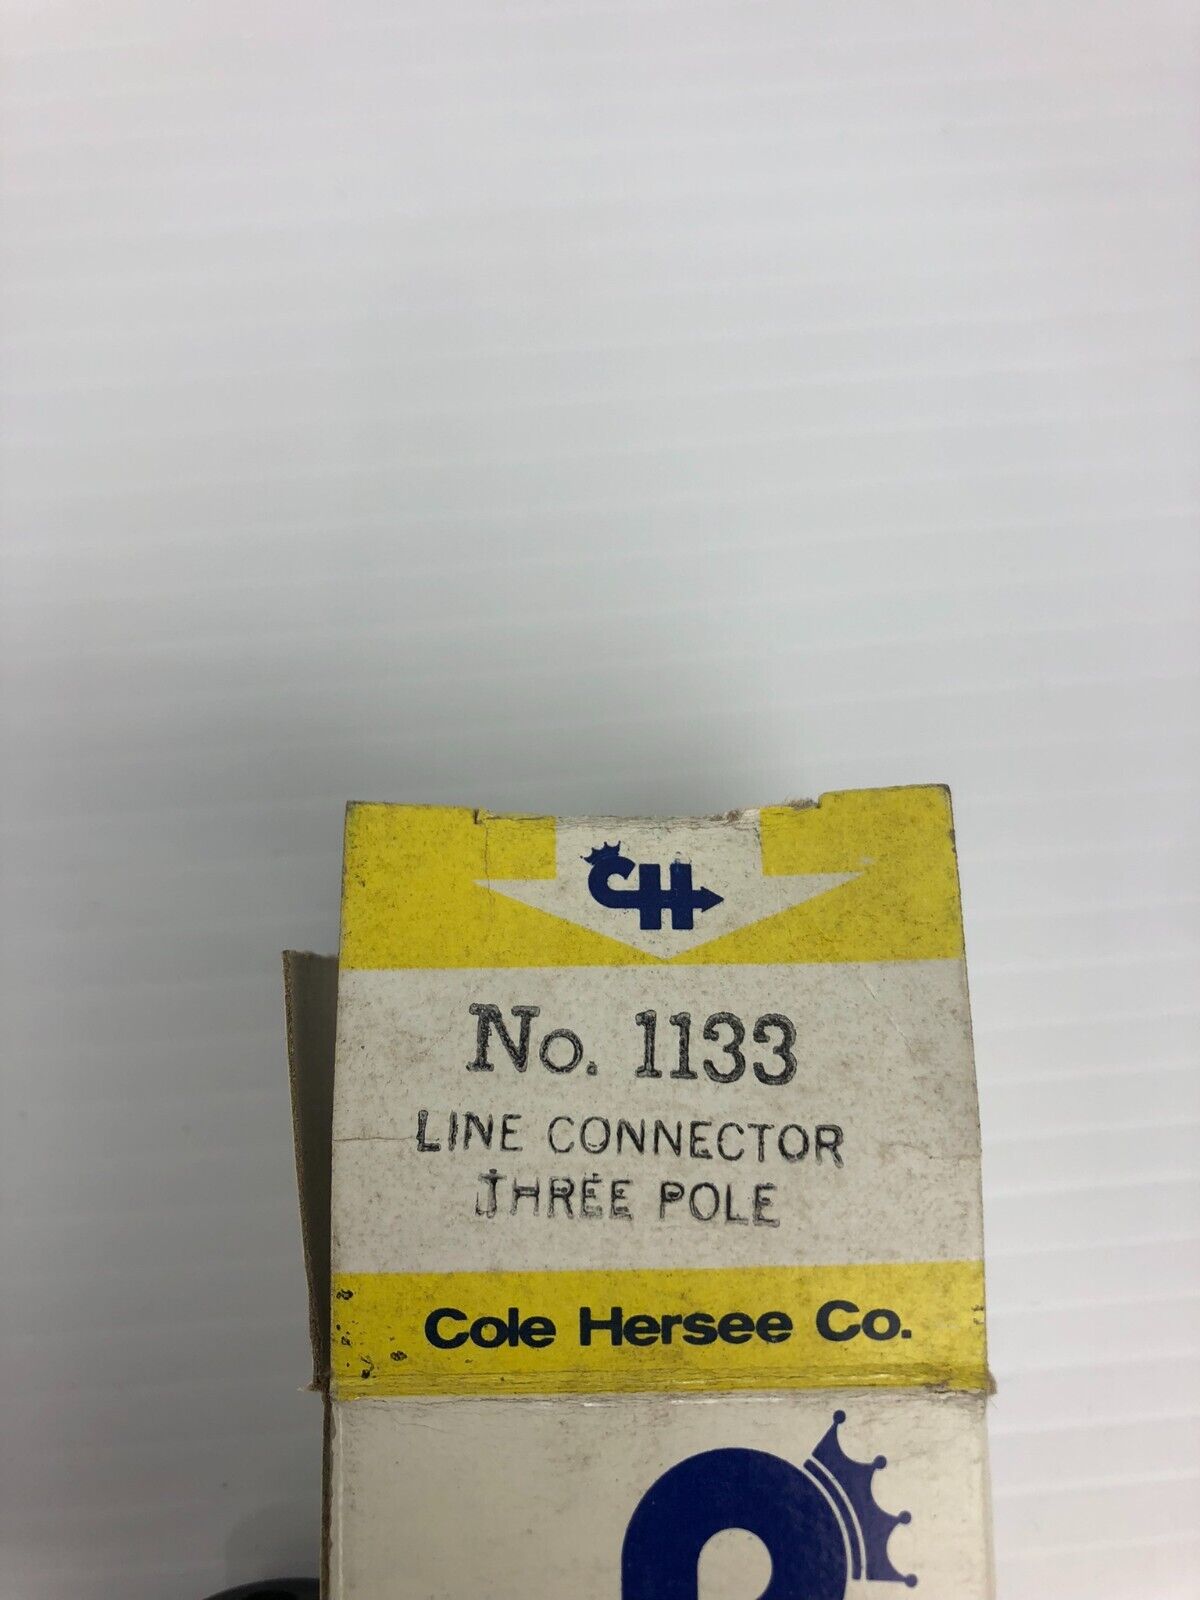 CH
No. 1133
LINE CONNECTOR
THREE POLE
Cole Hersee Co.